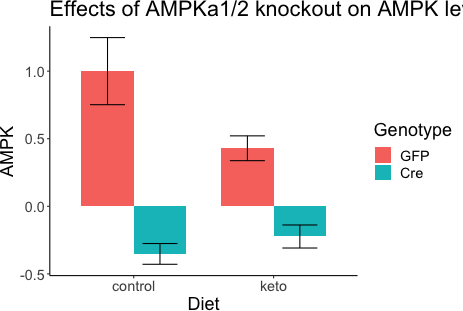 Effects of AMPKa1/2 knockout on AMPK le
AMPK
1.0
0.5
0.0
-0.5
control
keto
Diet
Genotype
GFP
Cre